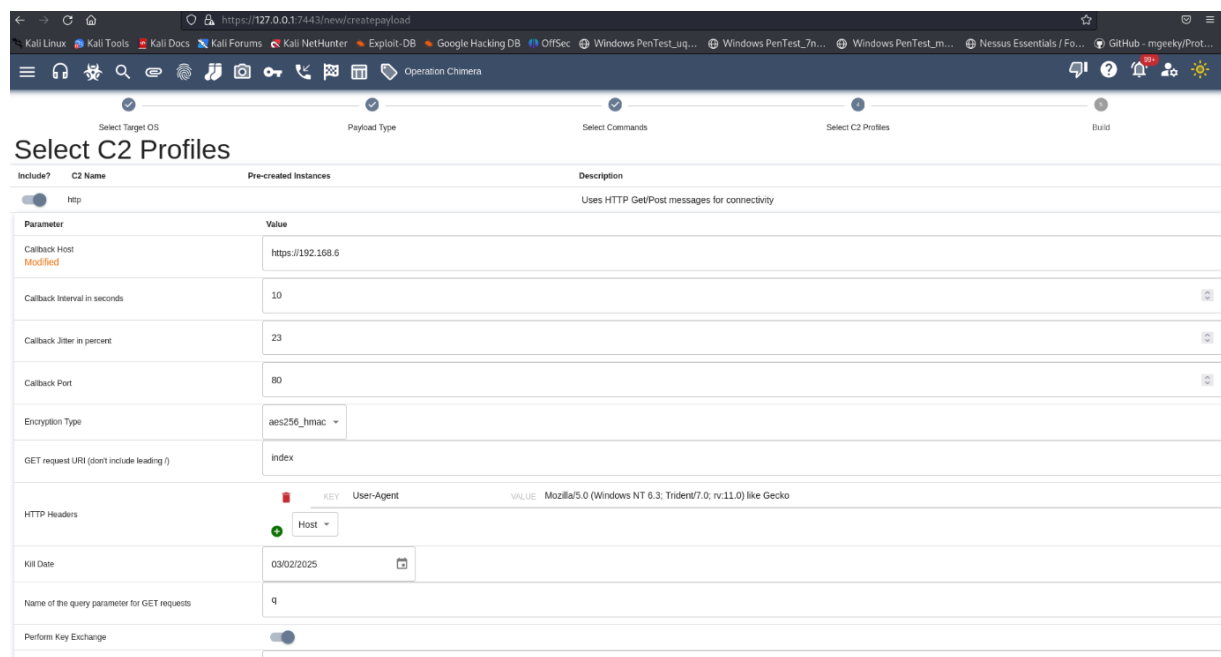 https://127.0.0.1:7443/new/createpayload
Kali Linux Kali Tools Kali Docs Kali Forums Kali NetHunter Exploit-DB Google Hacking DB OffSec Windows PenTest_uq... Windows PenTest_7n... Windows PenTest_m... Nessus Essentials / Fo... GitHub - mgeeky/Prot...
Operation Chimera 99+
4 5
Select Target OS Payload Type Select Commands Select C2 Profiles Build
Select C2 Profiles
Include? C2 Name Pre-created Instances Description
http Uses HTTP Get/Post messages for connectivity
Parameter Value
Callback Host https://192.168.6
Modified
Callback Interval in seconds 10
Callback Jitter in percent 23
Callback Port 80
Encryption Type aes256_hmac
GET request URI (don't include leading /) index
HTTP Headers KEY User-Agent VALUE Mozilla/5.0 (Windows NT 6.3; Trident/7.0; rv:11.0) like Gecko
Host
Kill Date 03/02/2025
Name of the query parameter for GET requests q
Perform Key Exchange